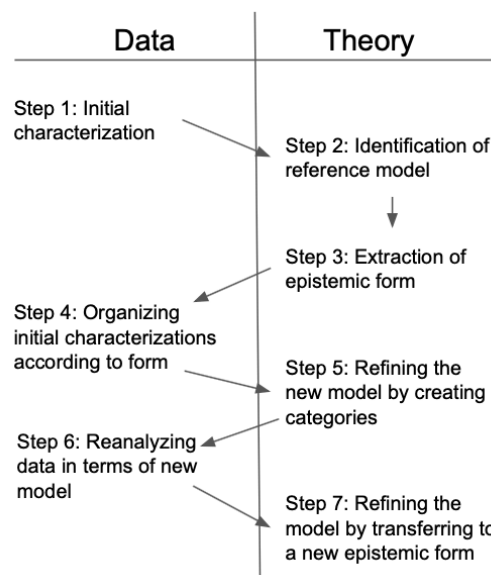 Data
Theory
Step 1: Initial
characterization
Step 2: Identification of
reference model
Step 3: Extraction of
epistemic form
Step 4: Organizing
initial characterizations
according to form
Step 5: Refining the
new model by creating
categories
Step 6: Reanalyzing
data in terms of new
model
Step 7: Refining the
model by transferring to
a new epistemic form